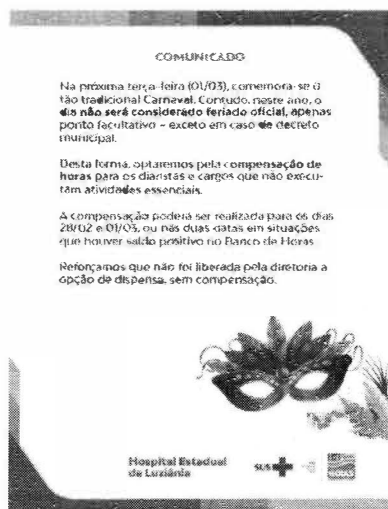 COMUNICADO
Na próxima terça-feira (01/03), comemora-se o
tão tradicional Carnaval. Contudo, neste ano, o
dia não será considerado feriado oficial, apenas
ponto facultativo – exceto em caso de decreto
municipal.
Desta forma, optaremos pela compensação de
horas para os diaristas e cargos que não execu-
tam atividades essenciais.
A compensação poderá ser realizada para os dias
28/02 e 01/03, ou nas duas datas em situações
que houver saldo positivo no Banco de Horas
Reforçamos que não foi liberada pela diretoria a
opção de dispensa, sem compensação.
Hospital Estadual
de Luziânia
SUS